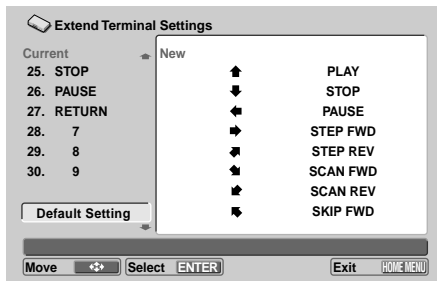 Extend Terminal Settings
Current
25. STOP
26. PAUSE
27. RETURN
28. 7
29. 8
30. 9
Default Setting
New
PLAY
STOP
PAUSE
STEP FWD
STEP REV
SCAN FWD
SCAN REV
SKIP FWD
Move Select ENTER Exit HOME MENU